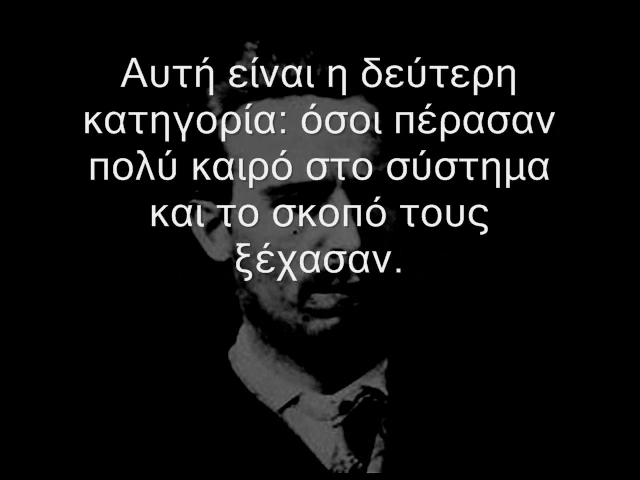 Αυτή είναι η δεύτερη
κατηγορία: όσοι πέρασαν
πολύ καιρό στο σύστημα
και το σκοπό τους
ξέχασαν.